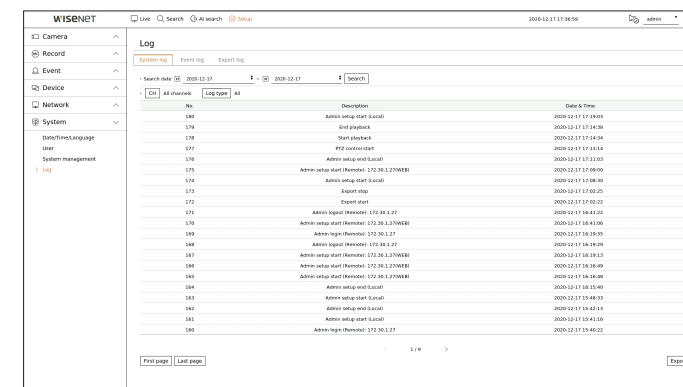 WISENET Live Search AI search Setup 2020-12-17 17:36:59 admin
Camera
Record
Event
Device
Network
System
Date/Time/Language
User
System management
Log
Log
System log Event log Export log
Search date 2020-12-17 ~ 2020-12-17 Search
CH All channels Log type All
No. Description Date & Time
180 Admin setup start (Local) 2020-12-17 17:19:03
179 End playback 2020-12-17 17:14:38
178 Start playback 2020-12-17 17:14:34
177 PTZ control start 2020-12-17 17:13:14
176 Admin setup end (Local) 2020-12-17 17:11:03
175 Admin setup start (Remote): 172.30.1.27(WEB) 2020-12-17 17:09:00
174 Admin setup start (Local) 2020-12-17 17:08:30
173 Export stop 2020-12-17 17:02:25
172 Export start 2020-12-17 17:02:22
171 Admin logout (Remote): 172.30.1.27 2020-12-17 16:41:22
170 Admin setup start (Remote): 172.30.1.27(WEB) 2020-12-17 16:41:06
169 Admin login (Remote): 172.30.1.27 2020-12-17 16:19:35
168 Admin logout (Remote): 172.30.1.27 2020-12-17 16:19:29
167 Admin setup start (Remote): 172.30.1.27(WEB) 2020-12-17 16:19:13
166 Admin setup start (Remote): 172.30.1.27(WEB) 2020-12-17 16:16:49
165 Admin setup start (Remote): 172.30.1.27(WEB) 2020-12-17 16:16:48
164 Admin setup end (Local) 2020-12-17 16:15:40
163 Admin setup start (Local) 2020-12-17 15:48:33
162 Admin setup end (Local) 2020-12-17 15:42:13
161 Admin setup start (Local) 2020-12-17 15:41:16
160 Admin login (Remote): 172.30.1.27 2020-12-17 15:40:22
1 / 9
First page Last page Expo